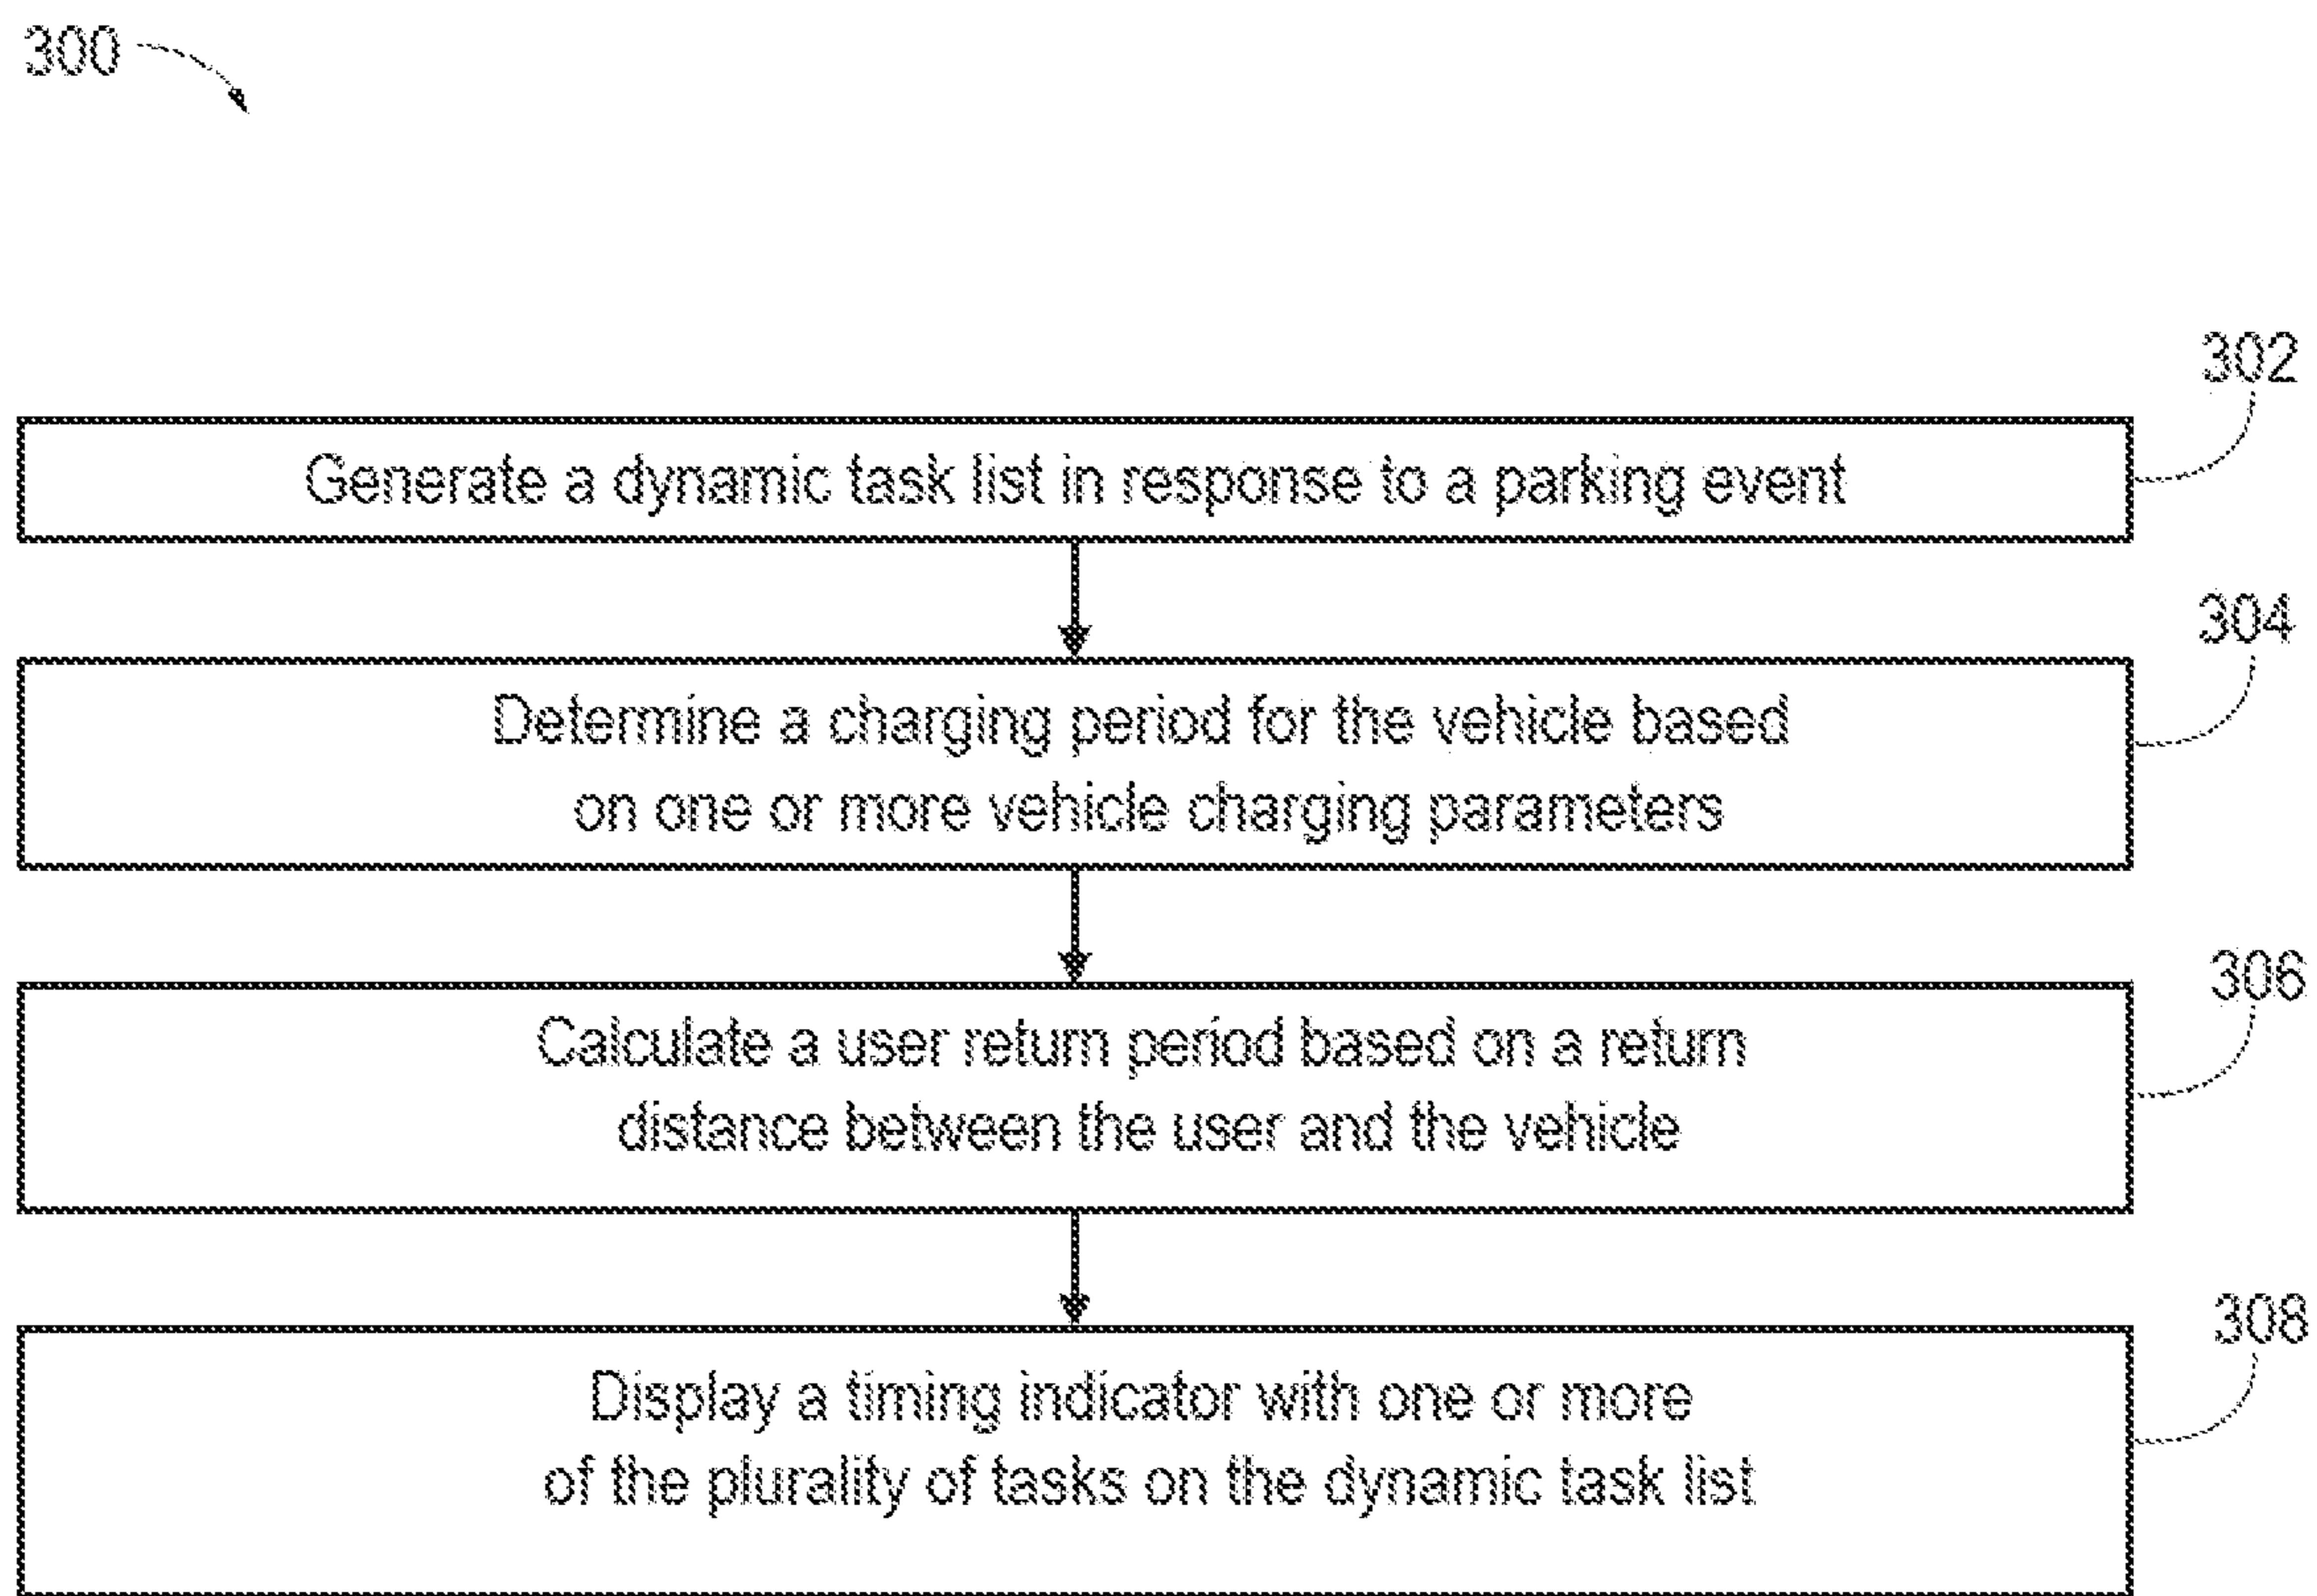 300
302
Generate a dynamic task list in response to a parking event
304
Determine a charging period for the vehicle based
on one or more vehicle charging parameters
306
Calculate a user return period based on a return
distance between the user and the vehicle
308
Display a timing indicator with one or more
of the plurality of tasks on the dynamic task list